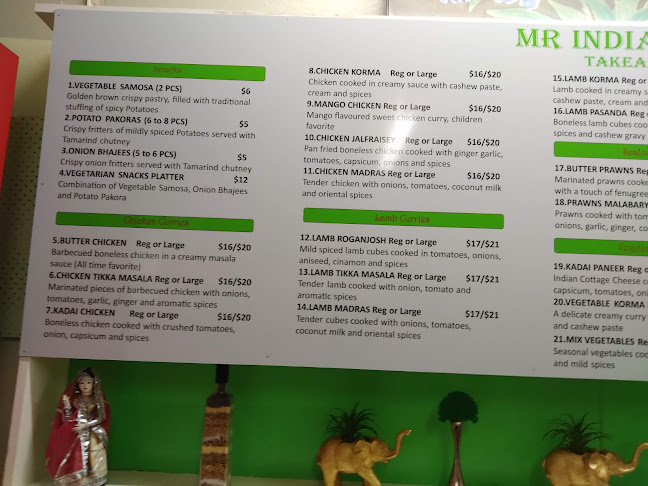 MR INDIA
TAKEA
Snacks
1.VEGETABLE SAMOSA (2 PCS) $6
Golden brown crispy pastry, filled with traditional
stuffing of spicy Potatoes
2.POTATO PAKORAS (6 to 8 PCS) $5
Crispy fritters of mildly spiced Potatoes served with
Tamarind chutney
3.ONION BHAJEES (5 to 6 PCS) $5
Crispy onion fritters served with Tamarind chutney
4.VEGETARIAN SNACKS PLATTER $12
Combination of Vegetable Samosa, Onion Bhajees
and Potato Pakora
Chicken Curries
5.BUTTER CHICKEN Reg or Large $16/$20
Barbecued boneless chicken in a creamy masala
sauce (All time favorite)
6.CHICKEN TIKKA MASALA Reg or Large $16/$20
Marinated pieces of barbecued chicken with onions,
tomatoes, garlic, ginger and aromatic spices
7.KADAI CHICKEN Reg or Large $16/$20
Boneless chicken cooked with crushed tomatoes,
onion, capsicum and spices
8.CHICKEN KORMA Reg or Large $16/$20
Chicken cooked in creamy sauce with cashew paste,
cream and spices
9.MANGO CHICKEN Reg or Large $16/$20
Mango flavoured sweet chicken curry, children
favorite
10.CHICKEN JALFRAISEY Reg or Large $16/$20
Pan fried boneless chicken cooked with ginger garlic,
tomatoes, capsicum, onions and spices
11.CHICKEN MADRAS Reg or Large $16/$20
Tender chicken with onions, tomatoes, coconut milk
and oriental spices
Lamb Curries
12.LAMB ROGANJOSH Reg or Large $17/$21
Mild spiced lamb cubes cooked in tomatoes, onions,
aniseed, cinamon and spices
13.LAMB TIKKA MASALA Reg or Large $17/$21
Tender lamb cooked with onion, tomato and
aromatic spices
14.LAMB MADRAS Reg or Large $17/$21
Tender cubes cooked with onions, tomatoes,
coconut milk and oriental spices
15.LAMB KORMA Reg or
Lamb cooked in creamy s
cashew paste, cream and
16.LAMB PASANDA Reg or
Boneless lamb cubes coo
spices and cashew gravy
17.BUTTER PRAWNS Reg
Marinated prawns cooke
with a touch of fenugree
18.PRAWNS MALABARY
Prawns cooked with tom
onions, garlic, ginger, co
19.KADAI PANEER Reg o
Indian Cottage Cheese c
capsicum, tomatoes, oni
20.VEGETABLE KORMA
A delicate creamy curry
and cashew paste
21.MIX VEGETABLES Re
Seasonal vegetables coo
and mild spices